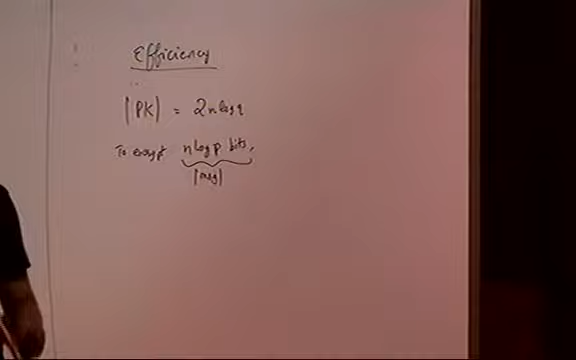 Efficiency
|PK| = 2n log q
To encrypt n log p bits,
|msg|